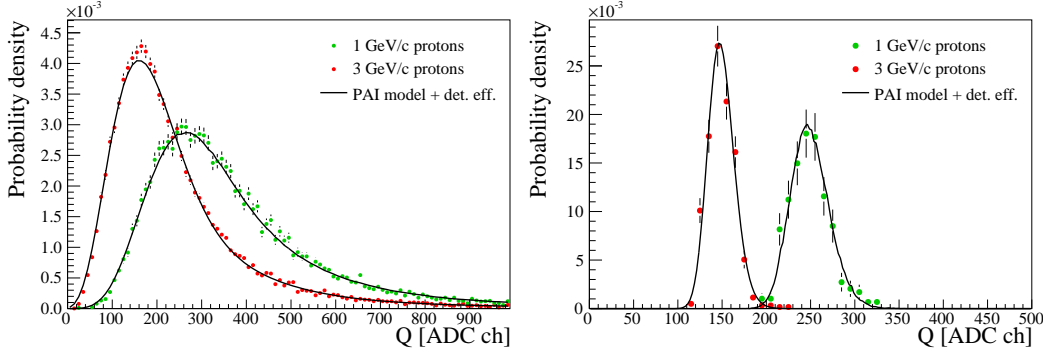 ×10⁻³
Probability density
4.5
4.0
3.5
3.0
2.5
2.0
1.5
1.0
0.5
0.0
0 100 200 300 400 500 600 700 800 900
Q [ADC ch]
1 GeV/c protons
3 GeV/c protons
PAI model + det. eff.
×10⁻³
Probability density
25
20
15
10
5
0
0 50 100 150 200 250 300 350 400 450 500
Q [ADC ch]
1 GeV/c protons
3 GeV/c protons
PAI model + det. eff.